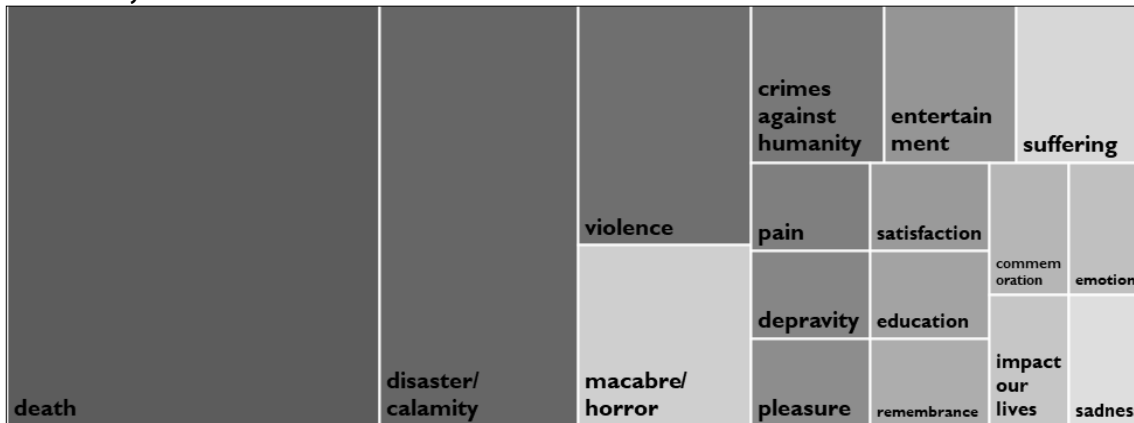 death
disaster/
calamity
violence
macabre/
horror
crimes
against
humanity
entertain
ment
suffering
pain
satisfaction
depravity
education
pleasure
remembrance
commem
oration
emotion
impact
our
lives
sadnes